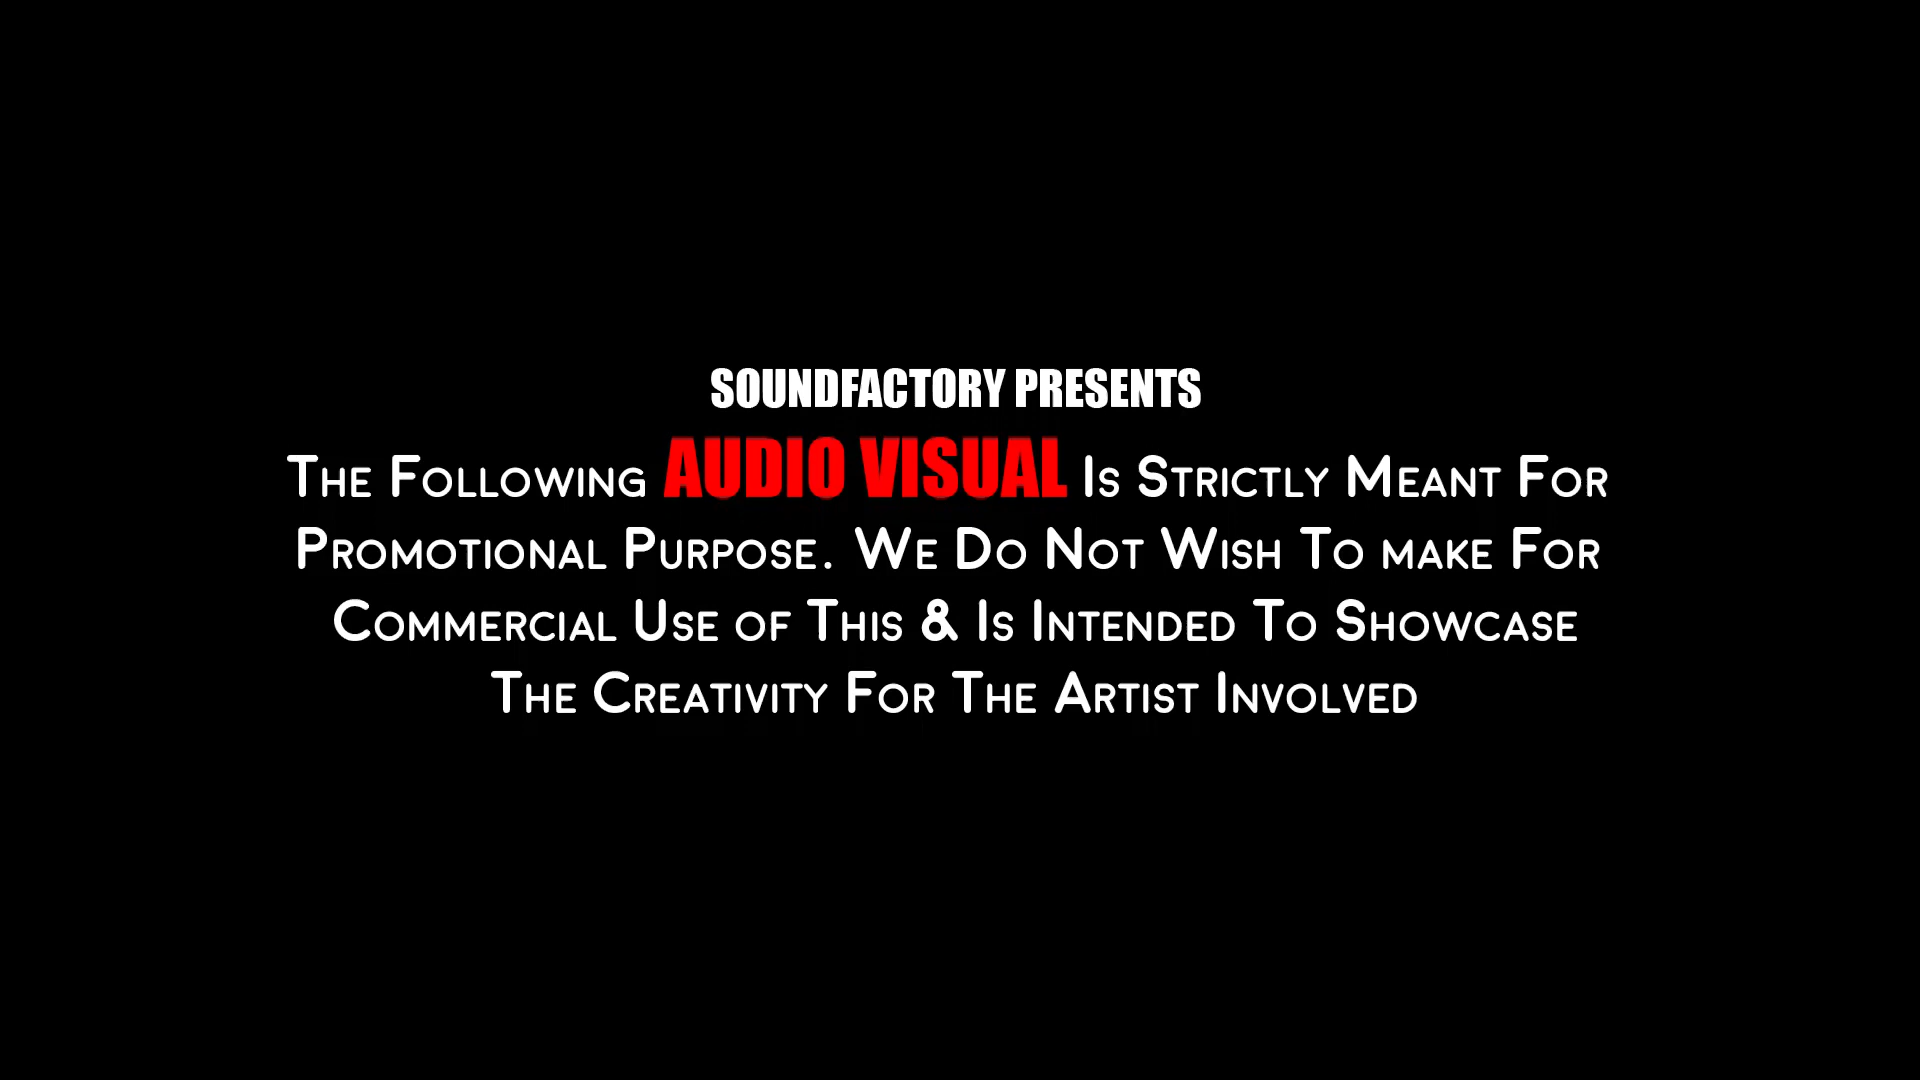 SOUNDFACTORY PRESENTS
The Following AUDIO VISUAL Is Strictly Meant For
Promotional Purpose. We Do Not Wish To make For
Commercial Use of This & Is Intended To Showcase
The Creativity For The Artist Involved